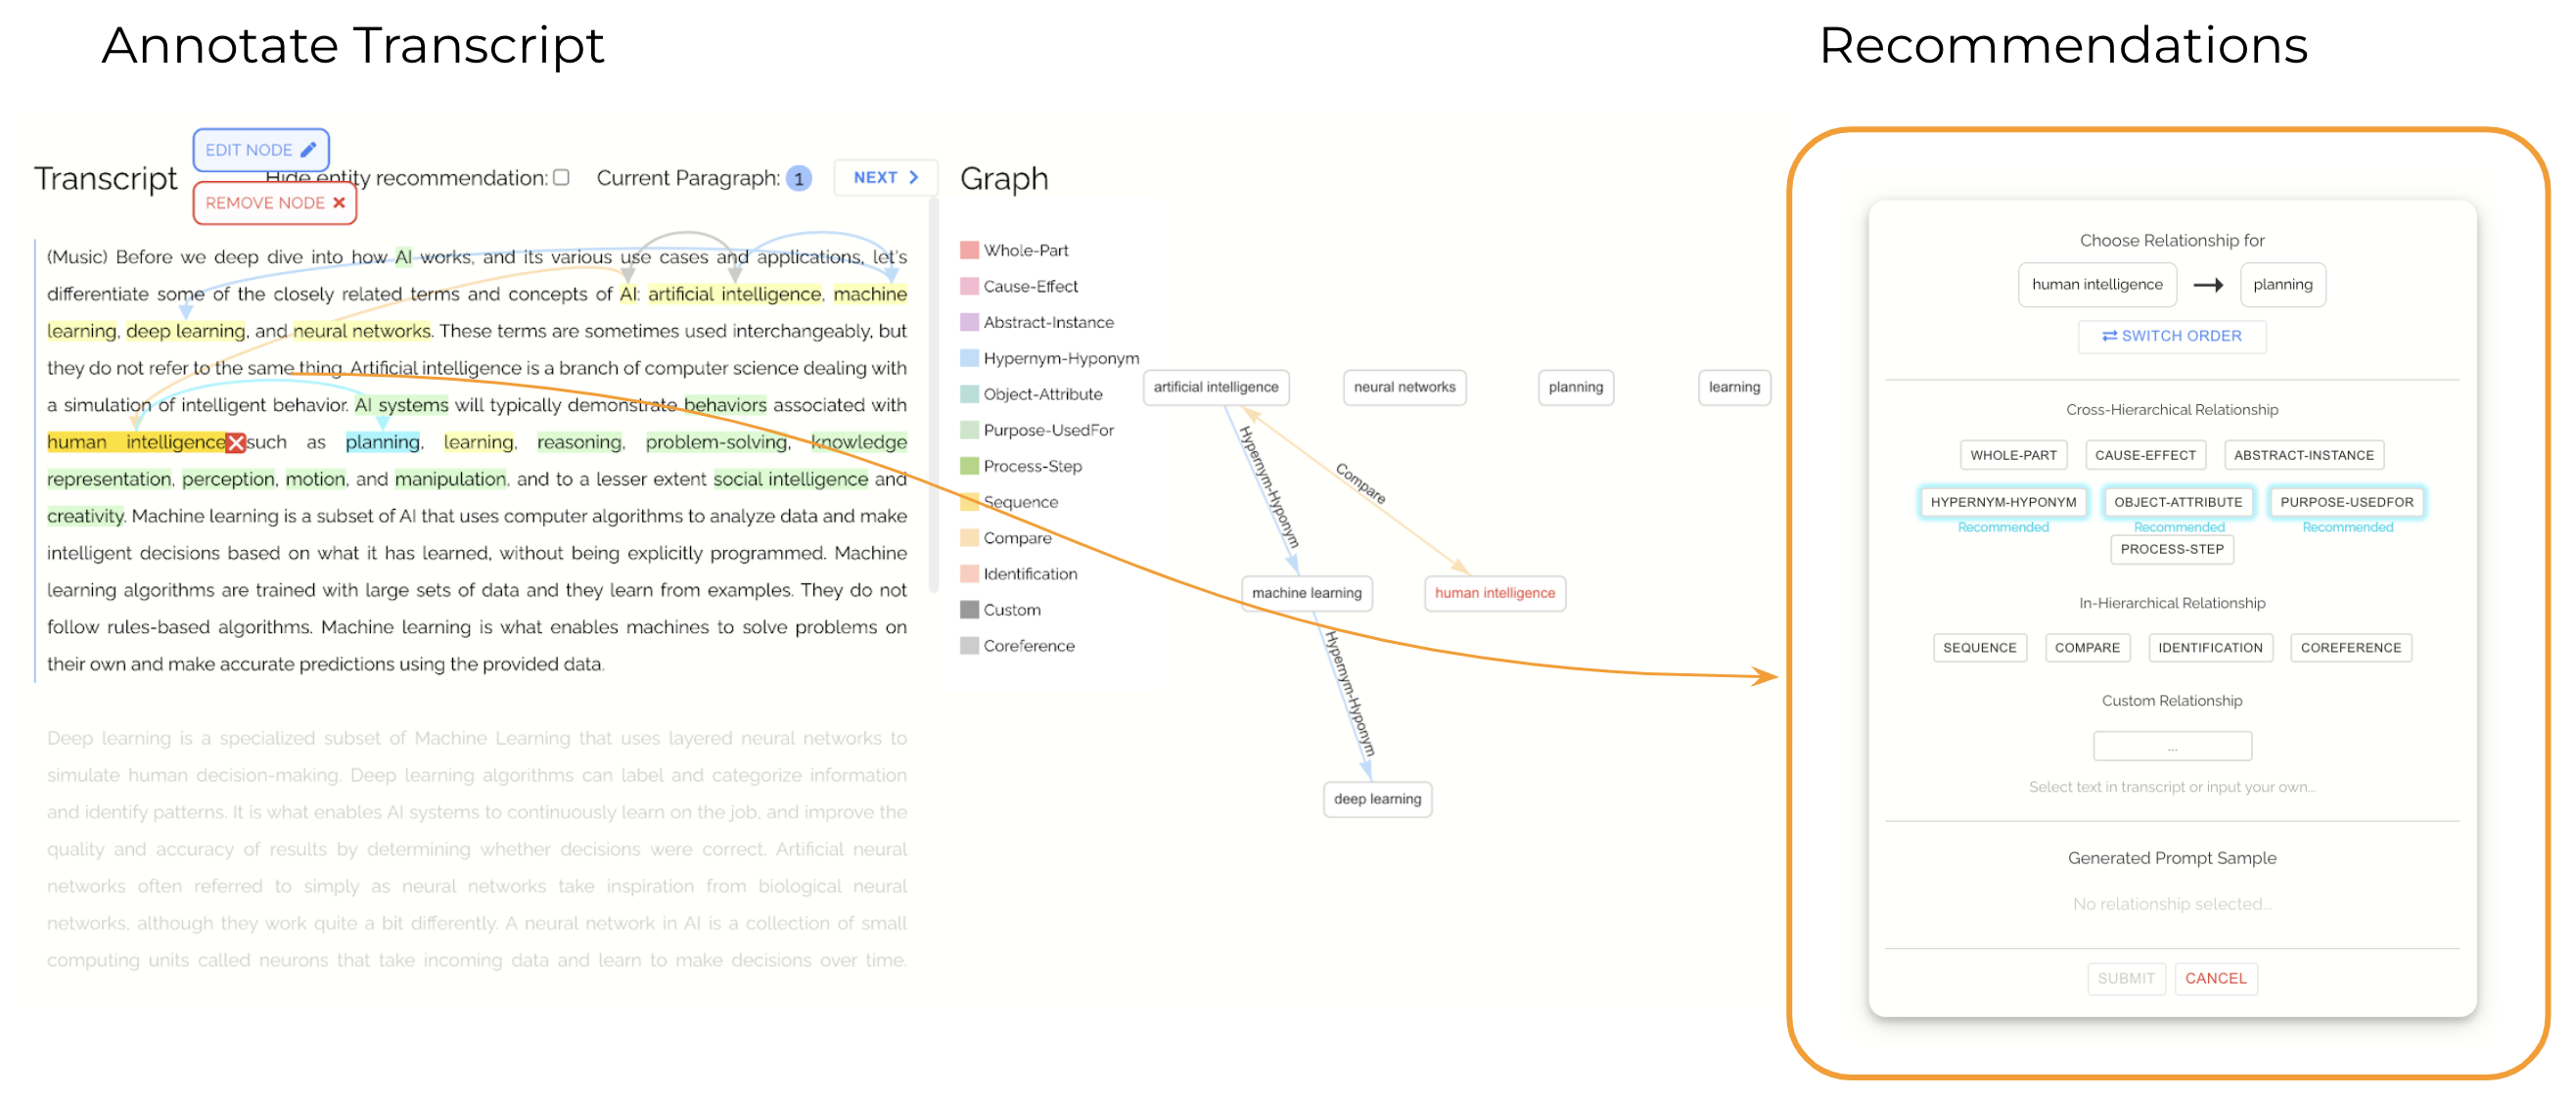 Annotate Transcript
Recommendations
EDIT NODE
Transcript
Hide entity recommendation:
Current Paragraph: 1
NEXT
REMOVE NODE
(Music) Before we deep dive into how AI works, and its various use cases and applications, let's
differentiate some of the closely related terms and concepts of AI: artificial intelligence, machine
learning, deep learning, and neural networks. These terms are sometimes used interchangeably, but
they do not refer to the same thing. Artificial intelligence is a branch of computer science dealing with
a simulation of intelligent behavior. AI systems will typically demonstrate behaviors associated with
human intelligence such as planning, learning, reasoning, problem-solving, knowledge
representation, perception, motion, and manipulation, and to a lesser extent social intelligence and
creativity. Machine learning is a subset of AI that uses computer algorithms to analyze data and make
intelligent decisions based on what it has learned, without being explicitly programmed. Machine
learning algorithms are trained with large sets of data and they learn from examples. They do not
follow rules-based algorithms. Machine learning is what enables machines to solve problems on
their own and make accurate predictions using the provided data.
Deep learning is a specialized subset of Machine Learning that uses layered neural networks to
simulate human decision-making. Deep learning algorithms can label and categorize information
and identify patterns. It is what enables AI systems to continuously learn on the job, and improve the
quality and accuracy of results by determining whether decisions were correct. Artificial neural
networks often referred to simply as neural networks take inspiration from biological neural
networks, although they work quite a bit differently. A neural network in AI is a collection of small
computing units called neurons that take incoming data and learn to make decisions over time.
Graph
Whole-Part
Cause-Effect
Abstract-Instance
Hypernym-Hyponym
Object-Attribute
Purpose-UsedFor
Process-Step
Sequence
Compare
Identification
Custom
Coreference
artificial intelligence
neural networks
planning
learning
Hypernym-Hyponym
Compare
machine learning
human intelligence
Hypernym-Hyponym
deep learning
Choose Relationship for
human intelligence
planning
SWITCH ORDER
Cross-Hierarchical Relationship
WHOLE-PART
CAUSE-EFFECT
ABSTRACT-INSTANCE
HYPERNYM-HYPONYM
OBJECT-ATTRIBUTE
PURPOSE-USEDFOR
Recommended
Recommended
Recommended
PROCESS-STEP
In-Hierarchical Relationship
SEQUENCE
COMPARE
IDENTIFICATION
COREFERENCE
Custom Relationship
...
Select text in transcript or input your own...
Generated Prompt Sample
No relationship selected...
SUBMIT
CANCEL